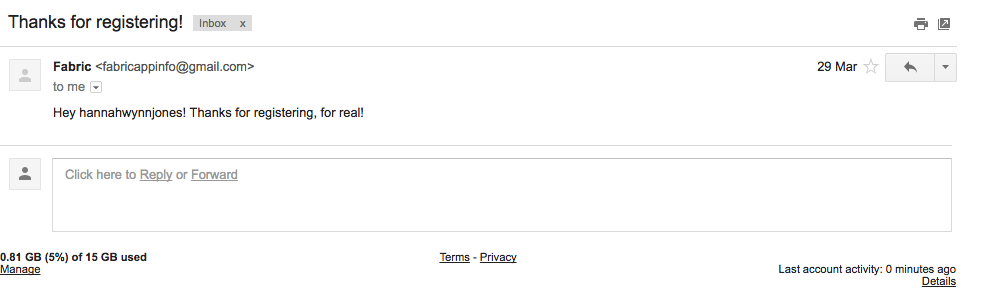 Thanks for registering! Inbox x
Fabric <fabricappinfo@gmail.com> 29 Mar
to me
Hey hannahwynnjones! Thanks for registering, for real!
Click here to Reply or Forward
0.81 GB (5%) of 15 GB used Terms - Privacy
Manage Last account activity: 0 minutes ago
Details